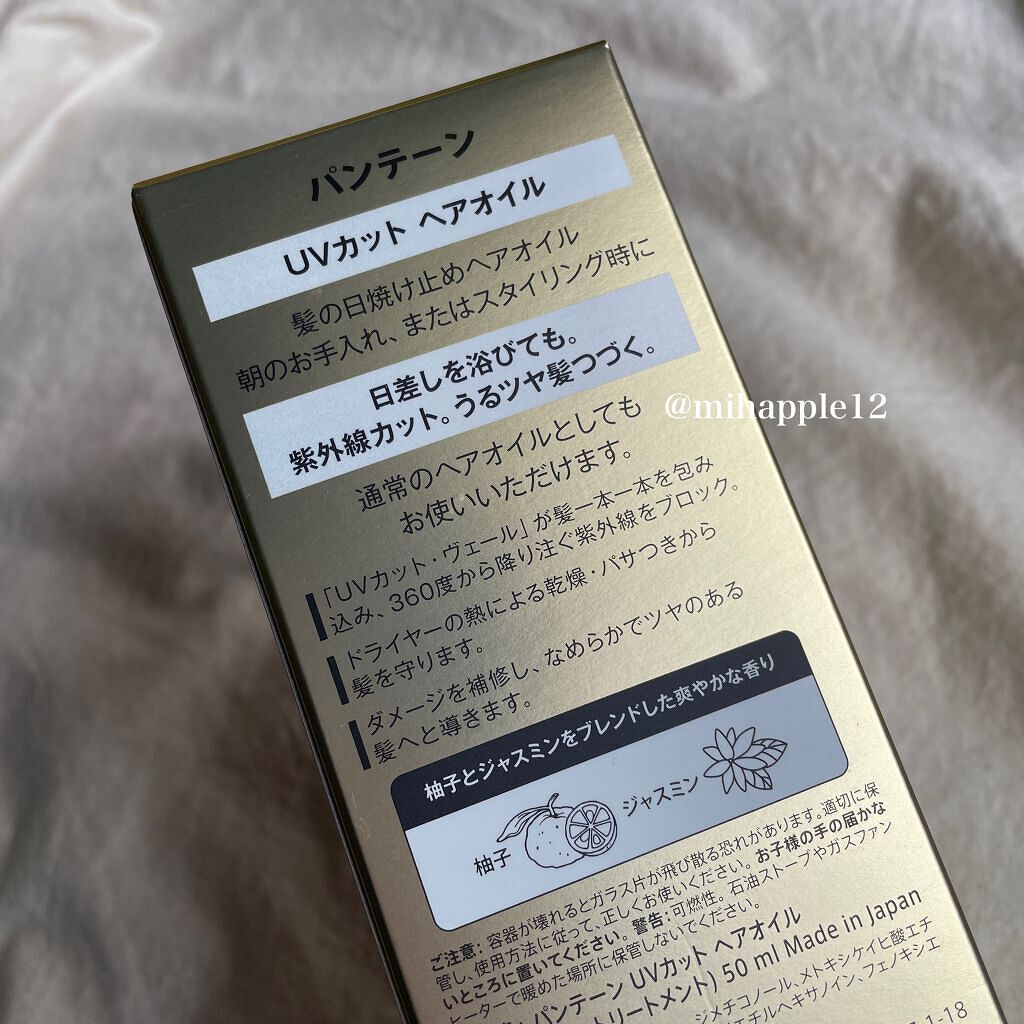 パンテーン
UVカット ヘアオイル
髪の日焼け止めヘアオイル
朝のお手入れ、またはスタイリング時に
日差しを浴びても。
紫外線カット。うるツヤ髪つづく。
@mihapple12
通常のヘアオイルとしても
お使いいただけます。
「UVカット・ヴェール」が髪一本一本を包み
込み、360度から降り注ぐ紫外線をブロック。
ドライヤーの熱による乾燥・パサつきから
髪を守ります。
ダメージを補修し、なめらかでツヤのある
髪へと導きます。
柚子とジャスミンをブレンドした爽やかな香り
柚子
ジャスミン
ご注意: 容器が壊れるとガラス片が飛び散る恐れがあります。適切に保
管し、使用方法に従って、正しくお使いください。お子様の手の届かな
いところに置いてください。警告: 可燃性。石油ストーブやガスファン
ヒーターで暖めた場所に保管しないでください。
パンテーン UVカット ヘアオイル
トリートメント) 50 ml Made in Japan
ジメチコノール、メトキシケイヒ酸エチ
エチルヘキサノイン、フェノキシエ
1-18